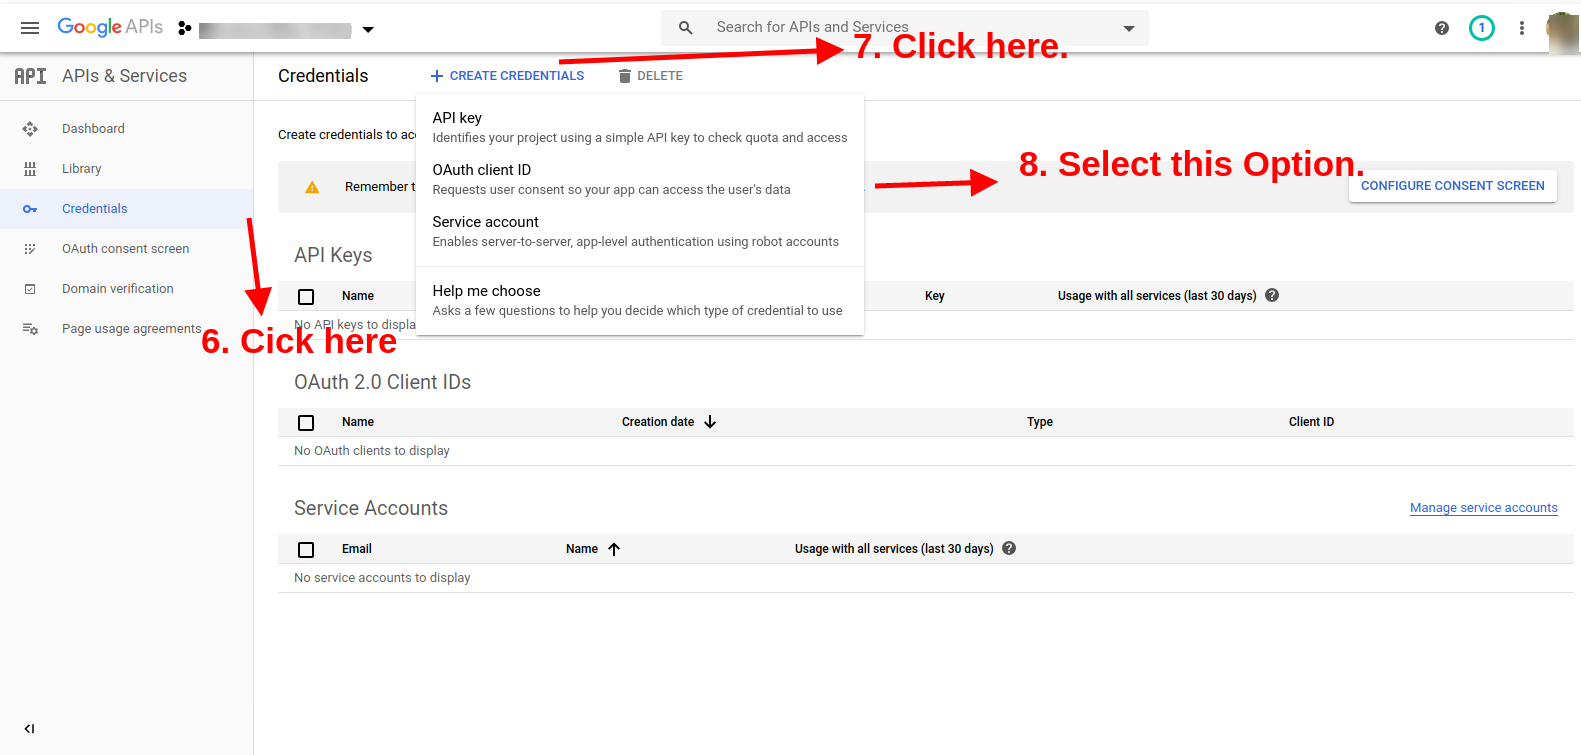 Google APIs
Search for APIs and Services
1
7. Click here.
API APIs & Services
Credentials
CREATE CREDENTIALS
DELETE
Dashboard
Library
Credentials
OAuth consent screen
Domain verification
Page usage agreements
6. Cick here
Create credentials to acc
Remember t
API key
Identifies your project using a simple API key to check quota and access
OAuth client ID
Requests user consent so your app can access the user's data
Service account
Enables server-to-server, app-level authentication using robot accounts
Help me choose
Asks a few questions to help you decide which type of credential to use
8. Select this Option.
CONFIGURE CONSENT SCREEN
API Keys
Name Key Usage with all services (last 30 days)
No API keys to displa
OAuth 2.0 Client IDs
Name Creation date Type Client ID
No OAuth clients to display
Service Accounts
Manage service accounts
Email Name Usage with all services (last 30 days)
No service accounts to display